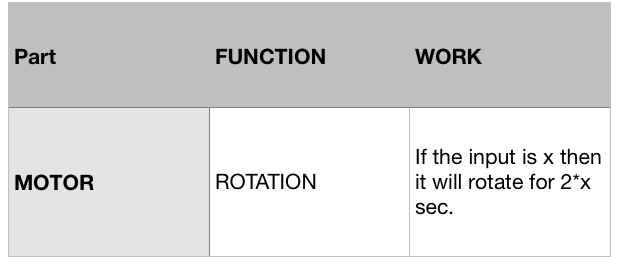 Part FUNCTION WORK
MOTOR ROTATION If the input is x then
it will rotate for 2*x
sec.